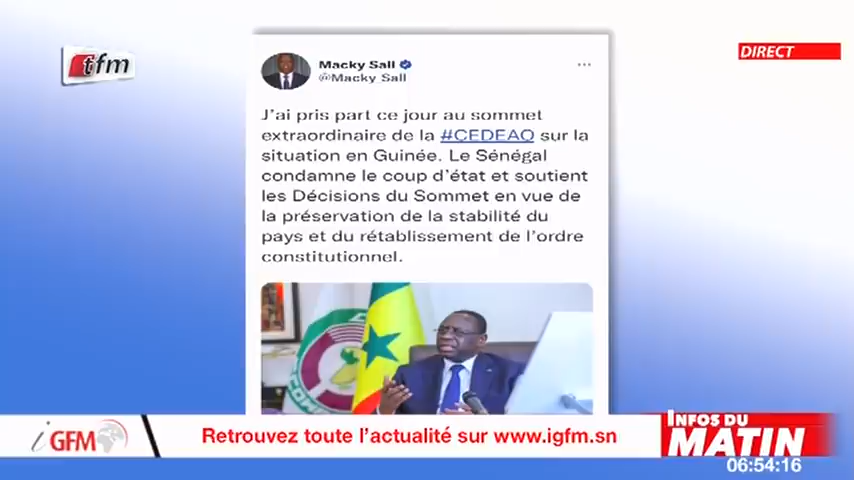 tfm
DIRECT
Macky Sall
@Macky Sall
J'ai pris part ce jour au sommet
extraordinaire de la #CEDEAO sur la
situation en Guinée. Le Sénégal
condamne le coup d'état et soutient
les Décisions du Sommet en vue de
la préservation de la stabilité du
pays et du rétablissement de l'ordre
constitutionnel.
iGFM
Retrouvez toute l'actualité sur www.igfm.sn
INFOS DU
MATIN
06:54:16